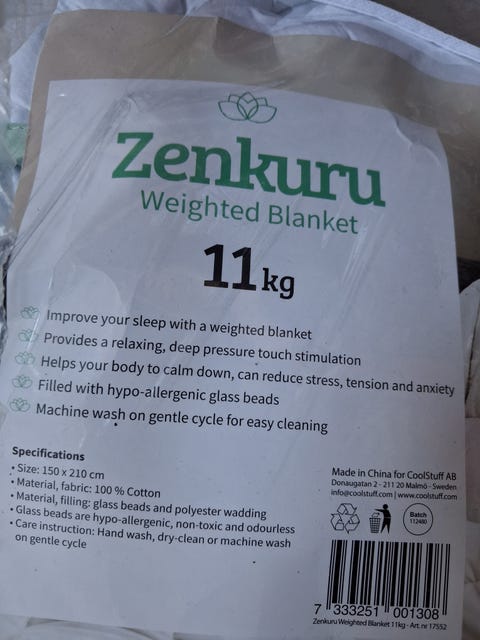 Zenkuru
Weighted Blanket
11kg
Improve your sleep with a weighted blanket
Provides a relaxing, deep pressure touch stimulation
Helps your body to calm down, can reduce stress, tension and anxiety
Filled with hypo-allergenic glass beads
Machine wash on gentle cycle for easy cleaning
Specifications
• Size: 150 x 210 cm
• Material, fabric: 100 % Cotton
• Material, filling: glass beads and polyester wadding
• Glass beads are hypo-allergenic, non-toxic and odourless
• Care instruction: Hand wash, dry-clean or machine wash
on gentle cycle
Made in China for CoolStuff AB
Donaugatan 2 - 211 20 Malmö - Sweden
info@coolstuff.com | www.coolstuff.com
Batch
112480
7 333251 001308
Zenkuru Weighted Blanket 11kg - Art. nr 17552